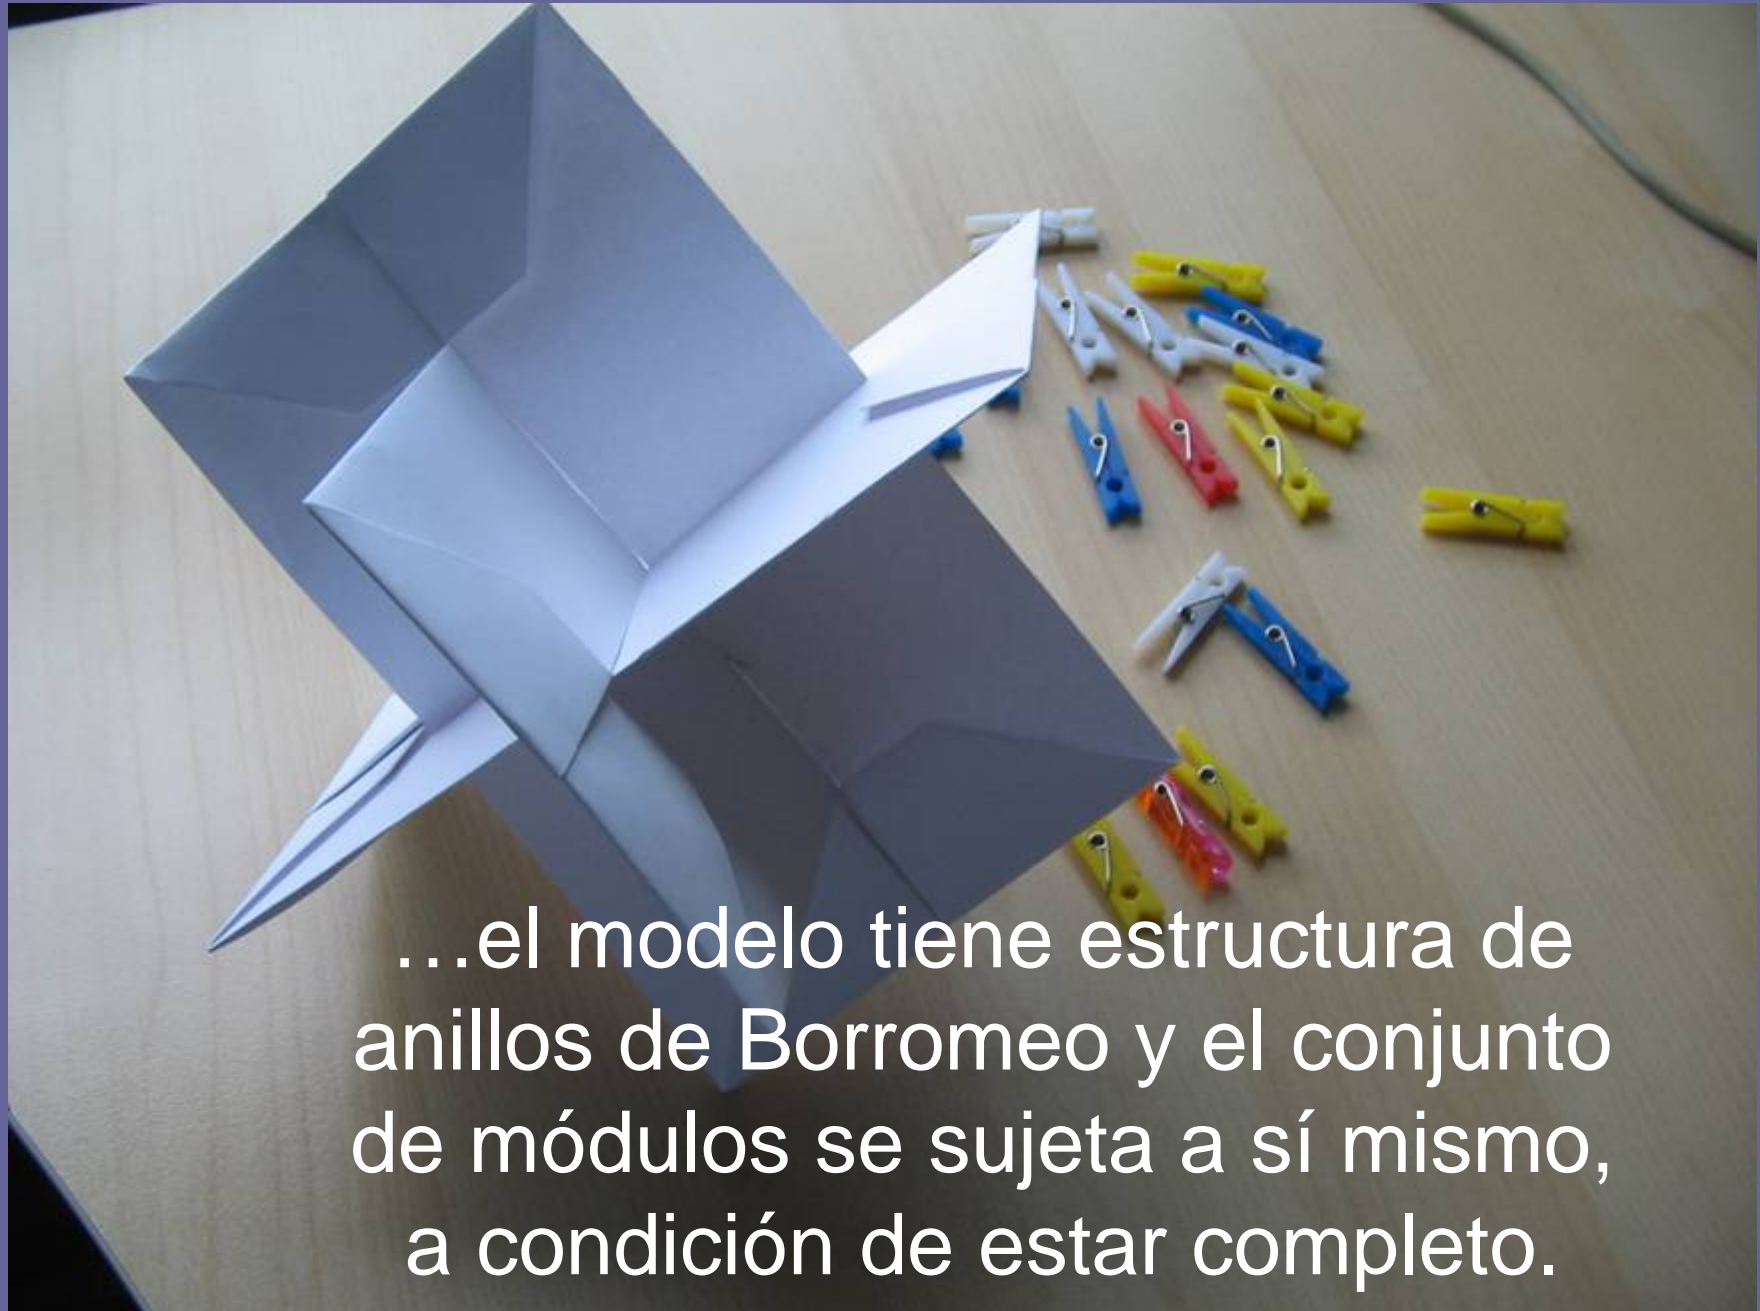 …el modelo tiene estructura de
anillos de Borromeo y el conjunto
de módulos se sujeta a sí mismo,
a condición de estar completo.